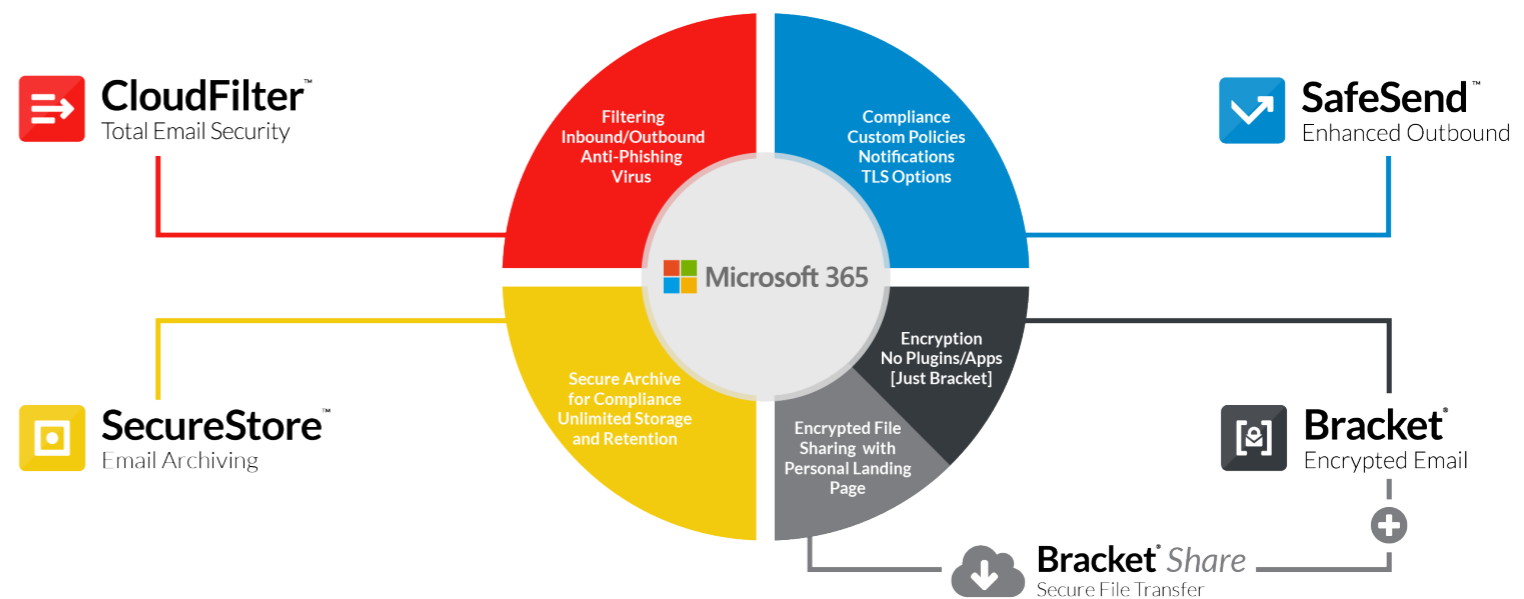 CloudFilter™
Total Email Security
Filtering
Inbound/Outbound
Anti-Phishing
Virus
Compliance
Custom Policies
Notifications
TLS Options
SafeSend™
Enhanced Outbound
Microsoft 365
SecureStore™
Email Archiving
Secure Archive
for Compliance
Unlimited Storage
and Retention
Encryption
No Plugins/Apps
[Just Bracket]
Encrypted File
Sharing with
Personal Landing
Page
Bracket®
Encrypted Email
Bracket® Share
Secure File Transfer